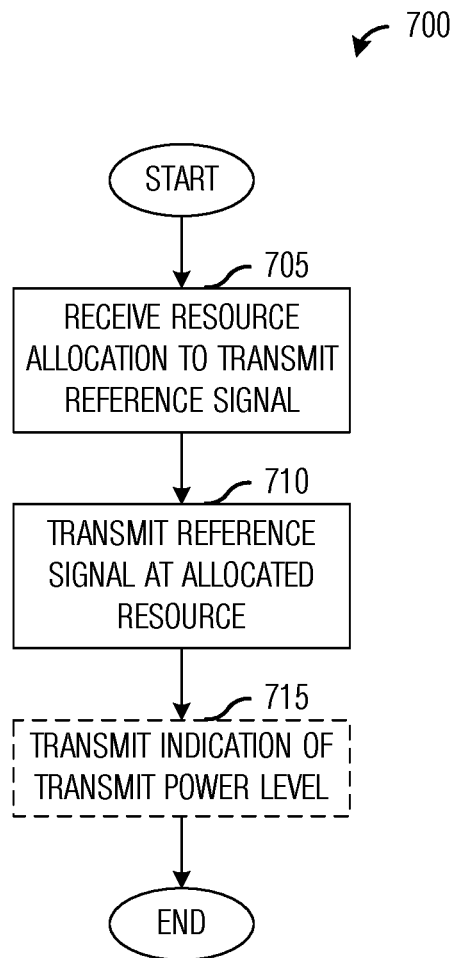 700
START
705
RECEIVE RESOURCE
ALLOCATION TO TRANSMIT
REFERENCE SIGNAL
710
TRANSMIT REFERENCE
SIGNAL AT ALLOCATED
RESOURCE
715
TRANSMIT INDICATION OF
TRANSMIT POWER LEVEL
END